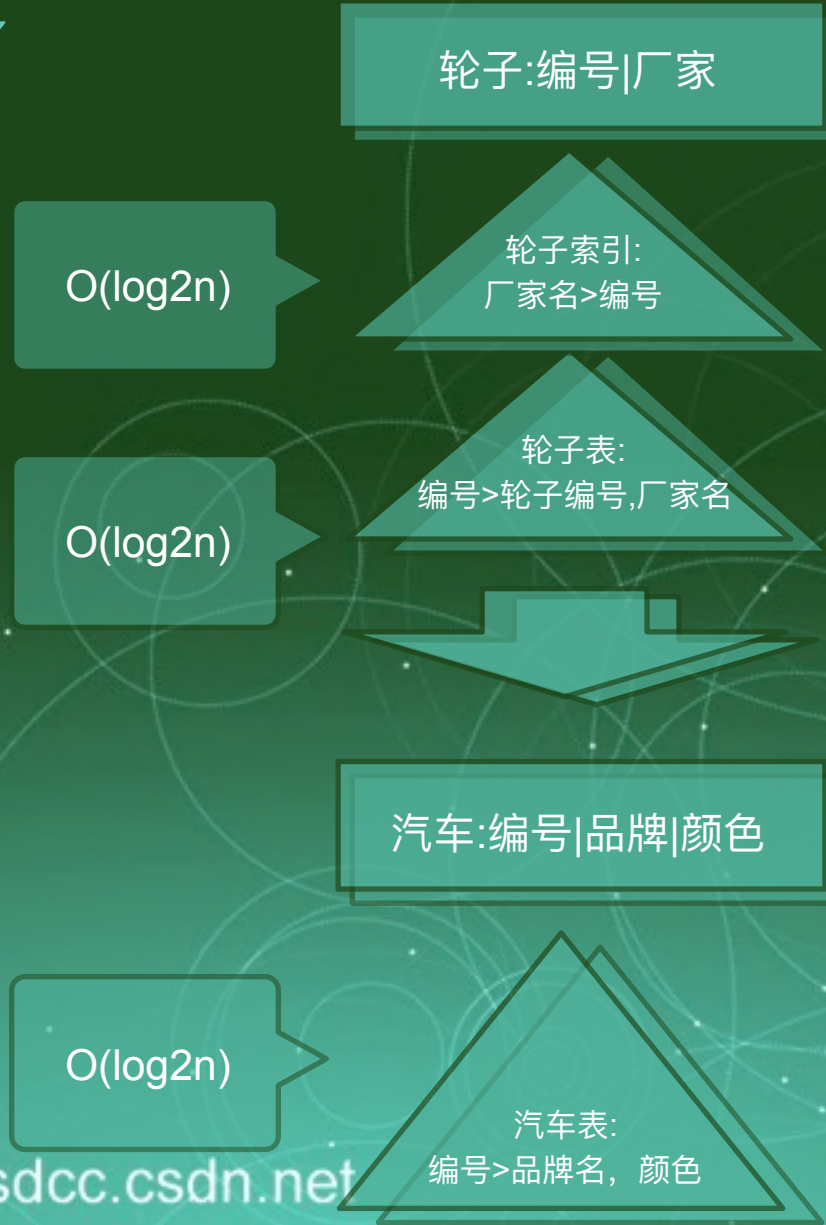 轮子:编号|厂家
O(log2n)
轮子索引:
厂家名>编号
O(log2n)
轮子表:
编号>轮子编号,厂家名
汽车:编号|品牌|颜色
O(log2n)
汽车表:
编号>品牌名，颜色
sdcc.csdn.net